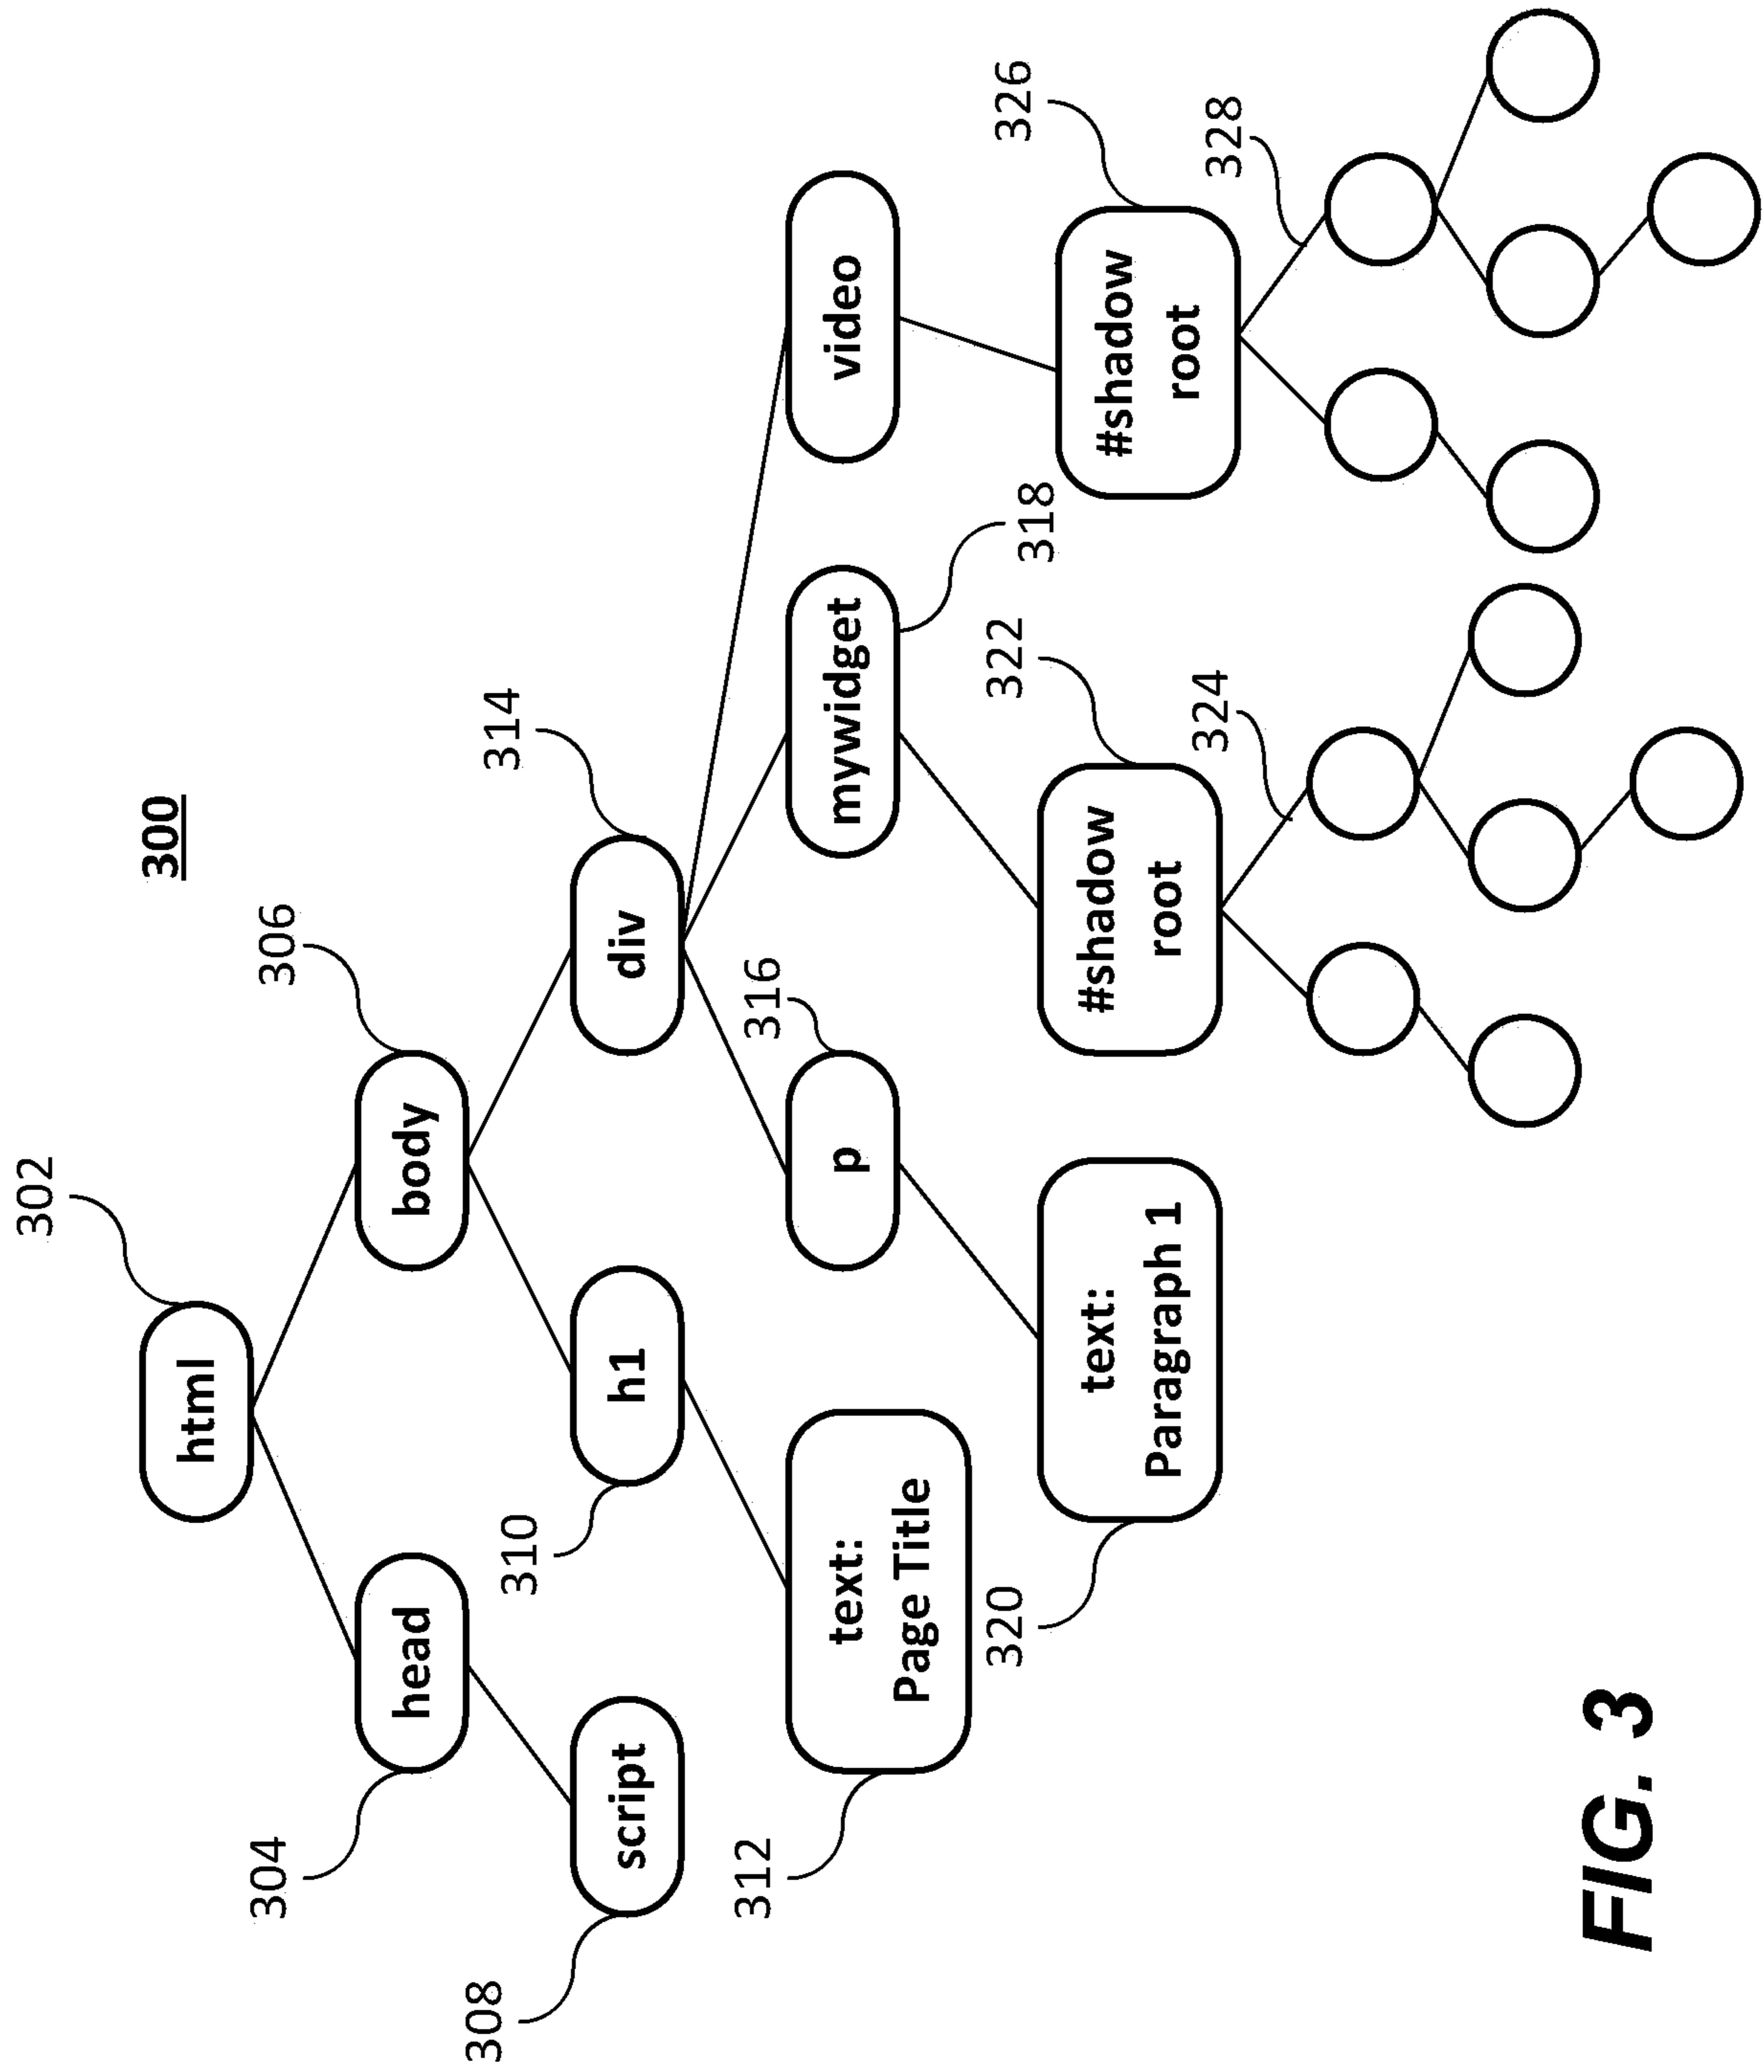 300
302
html
304
head
306
body
308
script
310
h1
314
div
312
text:
Page Title
316
p
mywidget
318
video
320
text:
Paragraph 1
322
#shadow
root
326
#shadow
root
324
328
FIG. 3